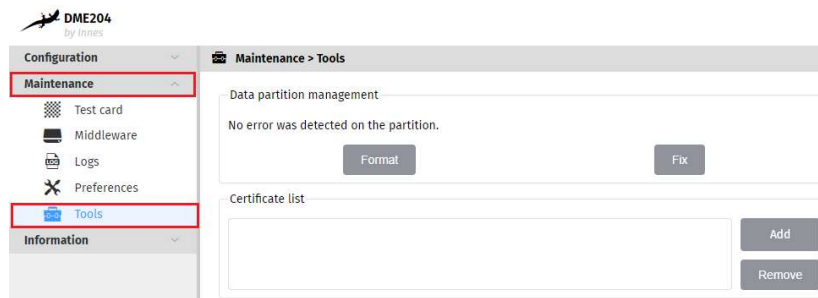 DME204
by Innes
Configuration
Maintenance
Test card
Middleware
LOG
Logs
Preferences
Tools
Information
Maintenance > Tools
Data partition management
No error was detected on the partition.
Format
Fix
Certificate list
Add
Remove